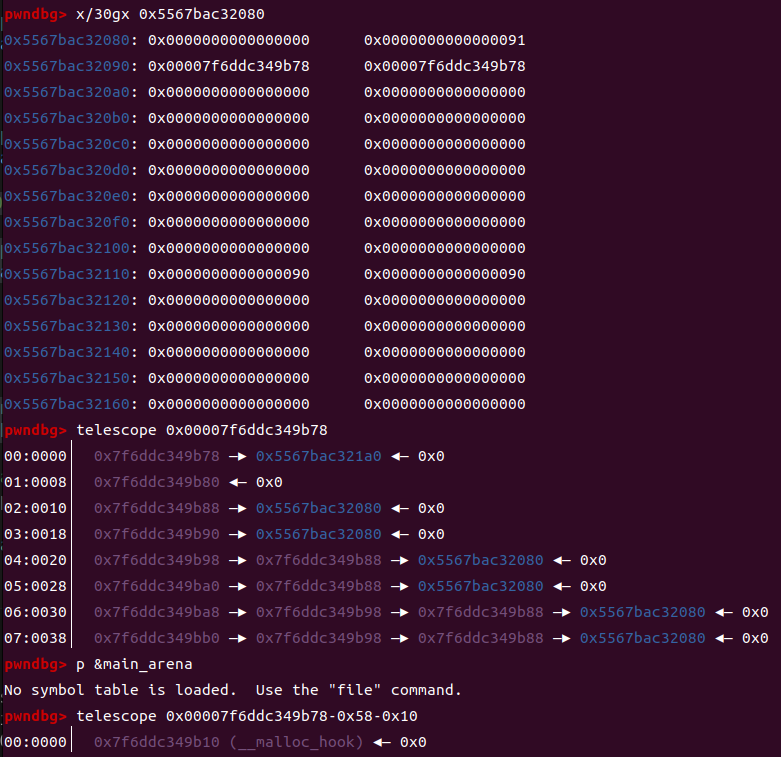 pwndbg> x/30gx 0x5567bac32080
0x5567bac32080: 0x0000000000000000 0x0000000000000091
0x5567bac32090: 0x00007f6ddc349b78 0x00007f6ddc349b78
0x5567bac320a0: 0x0000000000000000 0x0000000000000000
0x5567bac320b0: 0x0000000000000000 0x0000000000000000
0x5567bac320c0: 0x0000000000000000 0x0000000000000000
0x5567bac320d0: 0x0000000000000000 0x0000000000000000
0x5567bac320e0: 0x0000000000000000 0x0000000000000000
0x5567bac320f0: 0x0000000000000000 0x0000000000000000
0x5567bac32100: 0x0000000000000000 0x0000000000000000
0x5567bac32110: 0x0000000000000090 0x0000000000000090
0x5567bac32120: 0x0000000000000000 0x0000000000000000
0x5567bac32130: 0x0000000000000000 0x0000000000000000
0x5567bac32140: 0x0000000000000000 0x0000000000000000
0x5567bac32150: 0x0000000000000000 0x0000000000000000
0x5567bac32160: 0x0000000000000000 0x0000000000000000
pwndbg> telescope 0x00007f6ddc349b78
00:0000│ 0x7f6ddc349b78 —▸ 0x5567bac321a0 ◂— 0x0
01:0008│ 0x7f6ddc349b80 ◂— 0x0
02:0010│ 0x7f6ddc349b88 —▸ 0x5567bac32080 ◂— 0x0
03:0018│ 0x7f6ddc349b90 —▸ 0x5567bac32080 ◂— 0x0
04:0020│ 0x7f6ddc349b98 —▸ 0x7f6ddc349b88 —▸ 0x5567bac32080 ◂— 0x0
05:0028│ 0x7f6ddc349ba0 —▸ 0x7f6ddc349b88 —▸ 0x5567bac32080 ◂— 0x0
06:0030│ 0x7f6ddc349ba8 —▸ 0x7f6ddc349b98 —▸ 0x7f6ddc349b88 —▸ 0x5567bac32080 ◂— 0x0
07:0038│ 0x7f6ddc349bb0 —▸ 0x7f6ddc349b98 —▸ 0x7f6ddc349b88 —▸ 0x5567bac32080 ◂— 0x0
pwndbg> p &main_arena
No symbol table is loaded.  Use the "file" command.
pwndbg> telescope 0x00007f6ddc349b78-0x58-0x10
00:0000│ 0x7f6ddc349b10 (__malloc_hook) ◂— 0x0